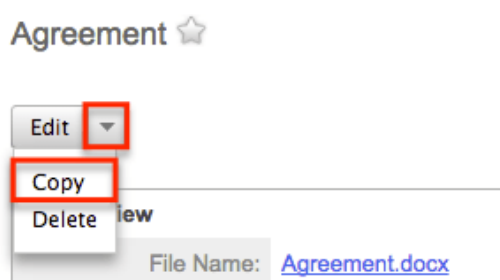 Agreement
Edit
Copy
Delete
iew
File Name: Agreement.docx